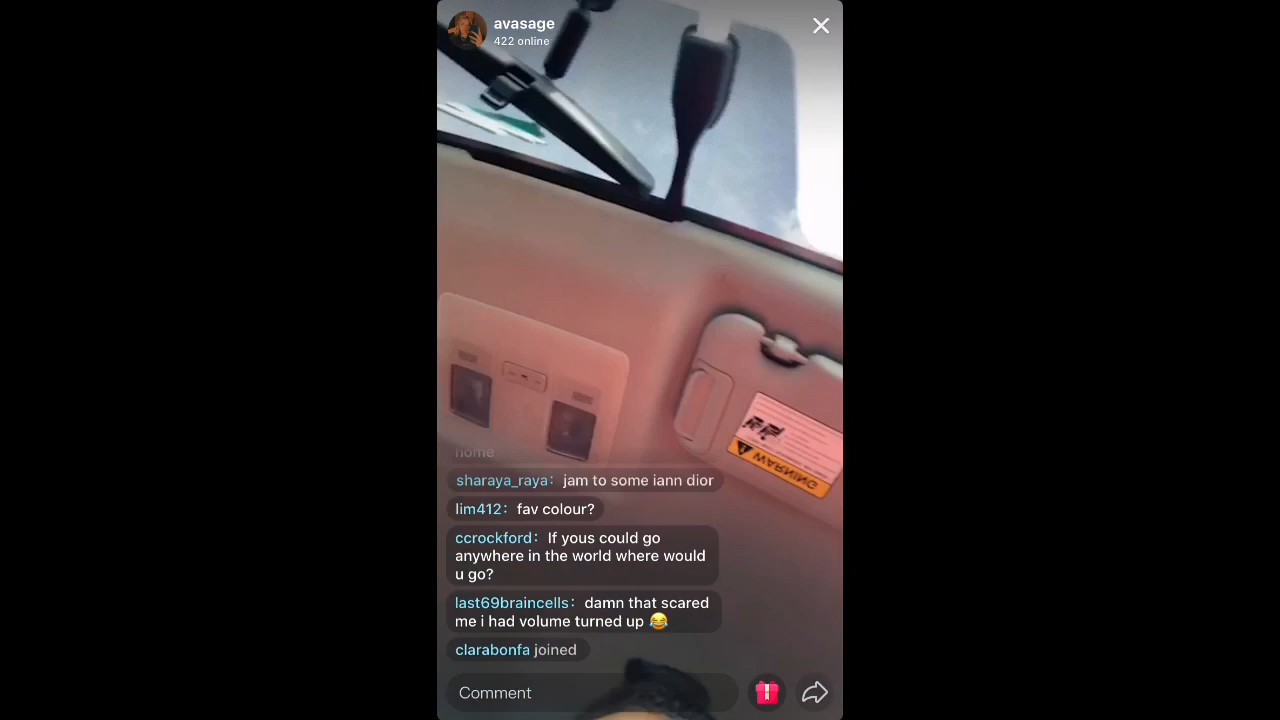 avasage
422 online
home
sharaya_raya: jam to some iann dior
lim412: fav colour?
ccrockford: If yous could go
anywhere in the world where would
u go?
last69braincells: damn that scared
me i had volume turned up 😂
clarabonfa joined
Comment
WARNING